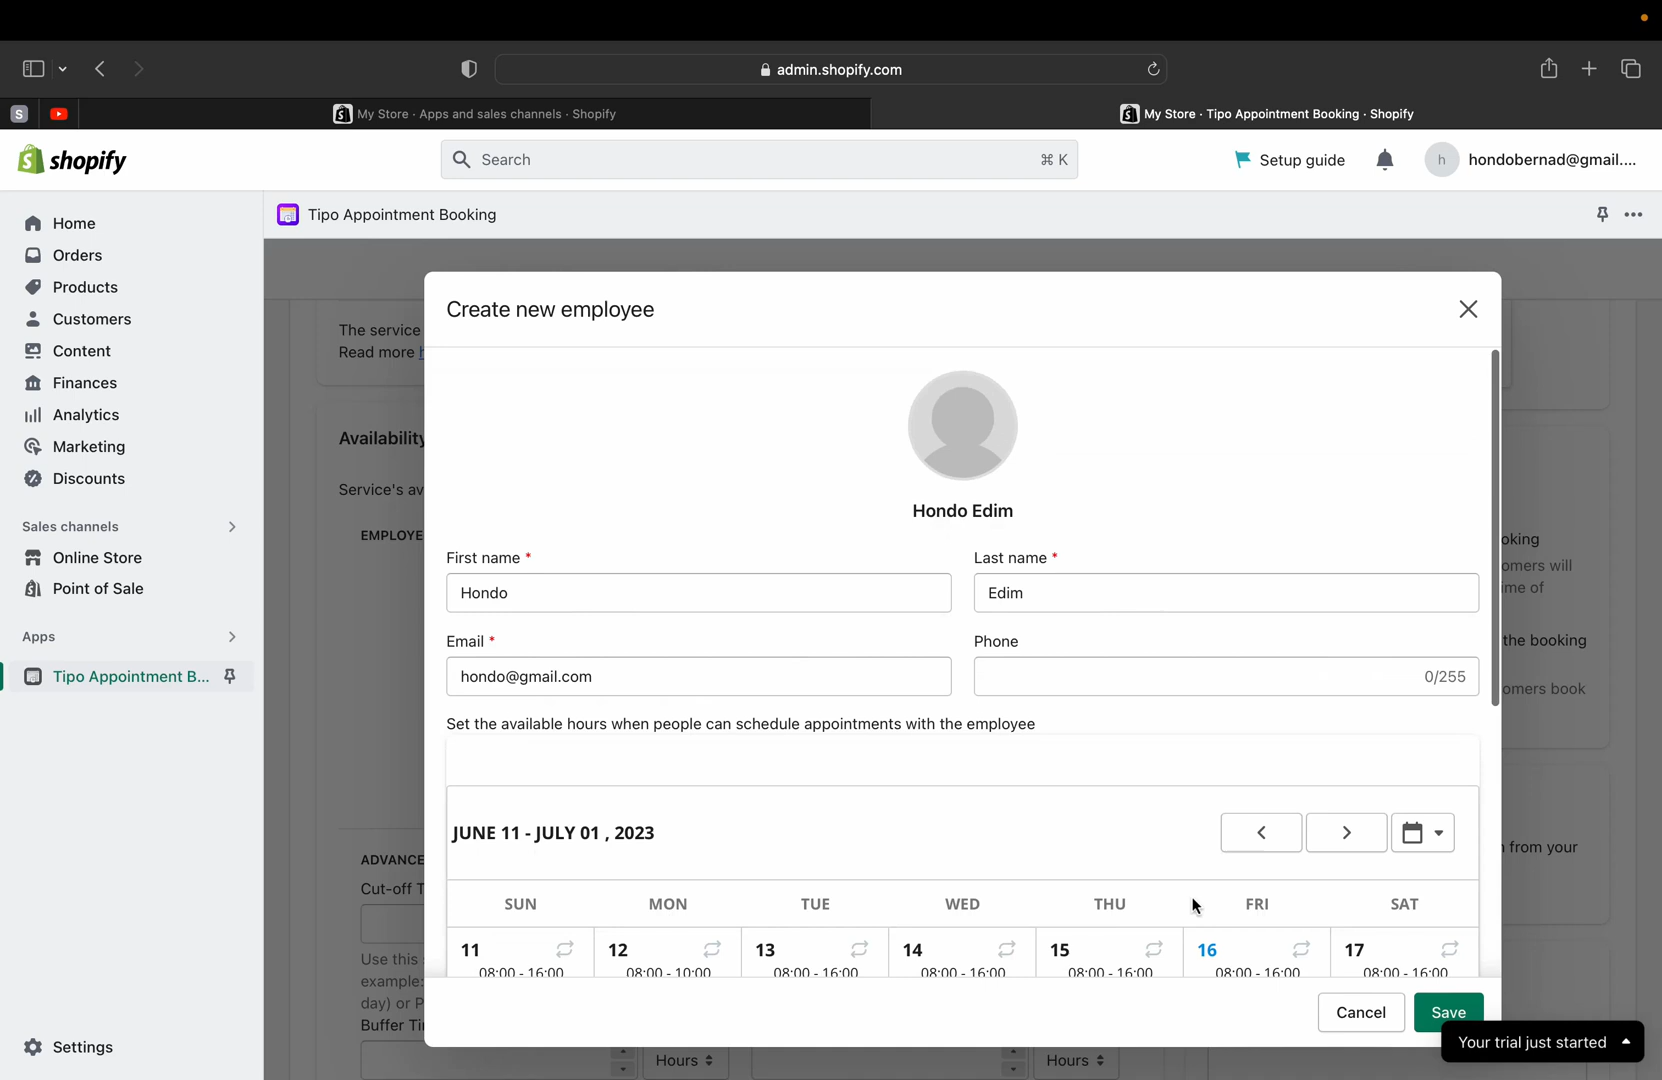 admin.shopify.com
S
My Store · Apps and sales channels · Shopify
My Store · Tipo Appointment Booking · Shopify
shopify
Search
⌘ K
Setup guide
h
hondobernad@gmail....
Home
Orders
Products
Customers
Content
Finances
Analytics
Marketing
Discounts
Sales channels
Online Store
Point of Sale
Apps
Tipo Appointment B...
Settings
Tipo Appointment Booking
The service
Read more
Availability
Service's av
EMPLOYE
ADVANCE
Cut-off T
Use this
example:
day) or P
Buffer Ti
Hours
Hours
oking
omers will
ime of
the booking
omers book
from your
Create new employee
Hondo Edim
First name *
Last name *
Hondo
Edim
Email *
Phone
hondo@gmail.com
0/255
Set the available hours when people can schedule appointments with the employee
JUNE 11 - JULY 01 , 2023
SUN MON TUE WED THU FRI SAT
11 12 13 14 15 16 17
08:00 - 16:00 08:00 - 10:00 08:00 - 16:00 08:00 - 16:00 08:00 - 16:00 08:00 - 16:00 08:00 - 16:00
Cancel
Save
Your trial just started